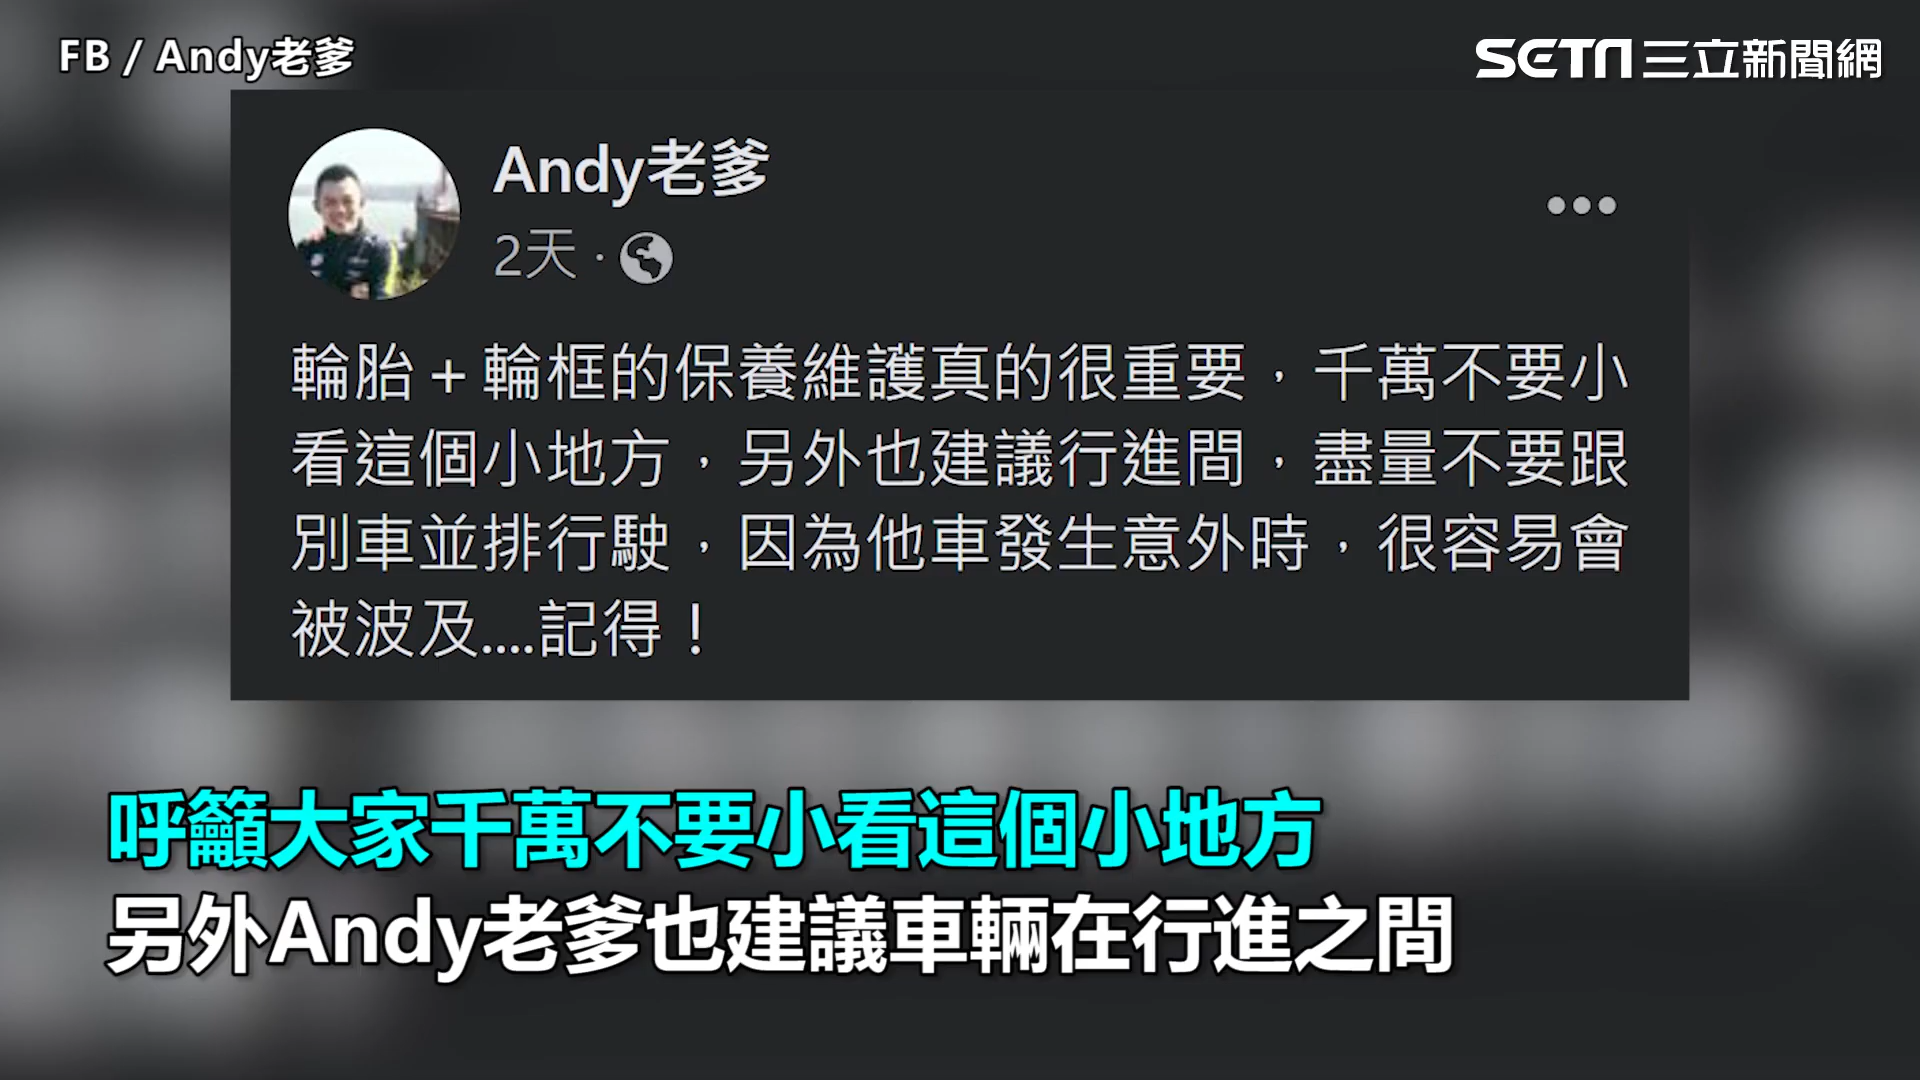 FB / Andy老爹
SETN三立新聞網
Andy老爹
2天 ·
輪胎＋輪框的保養維護真的很重要，千萬不要小
看這個小地方，另外也建議行進間，盡量不要跟
別車並排行駛，因為他車發生意外時，很容易會
被波及....記得！
呼籲大家千萬不要小看這個小地方
另外Andy老爹也建議車輛在行進之間